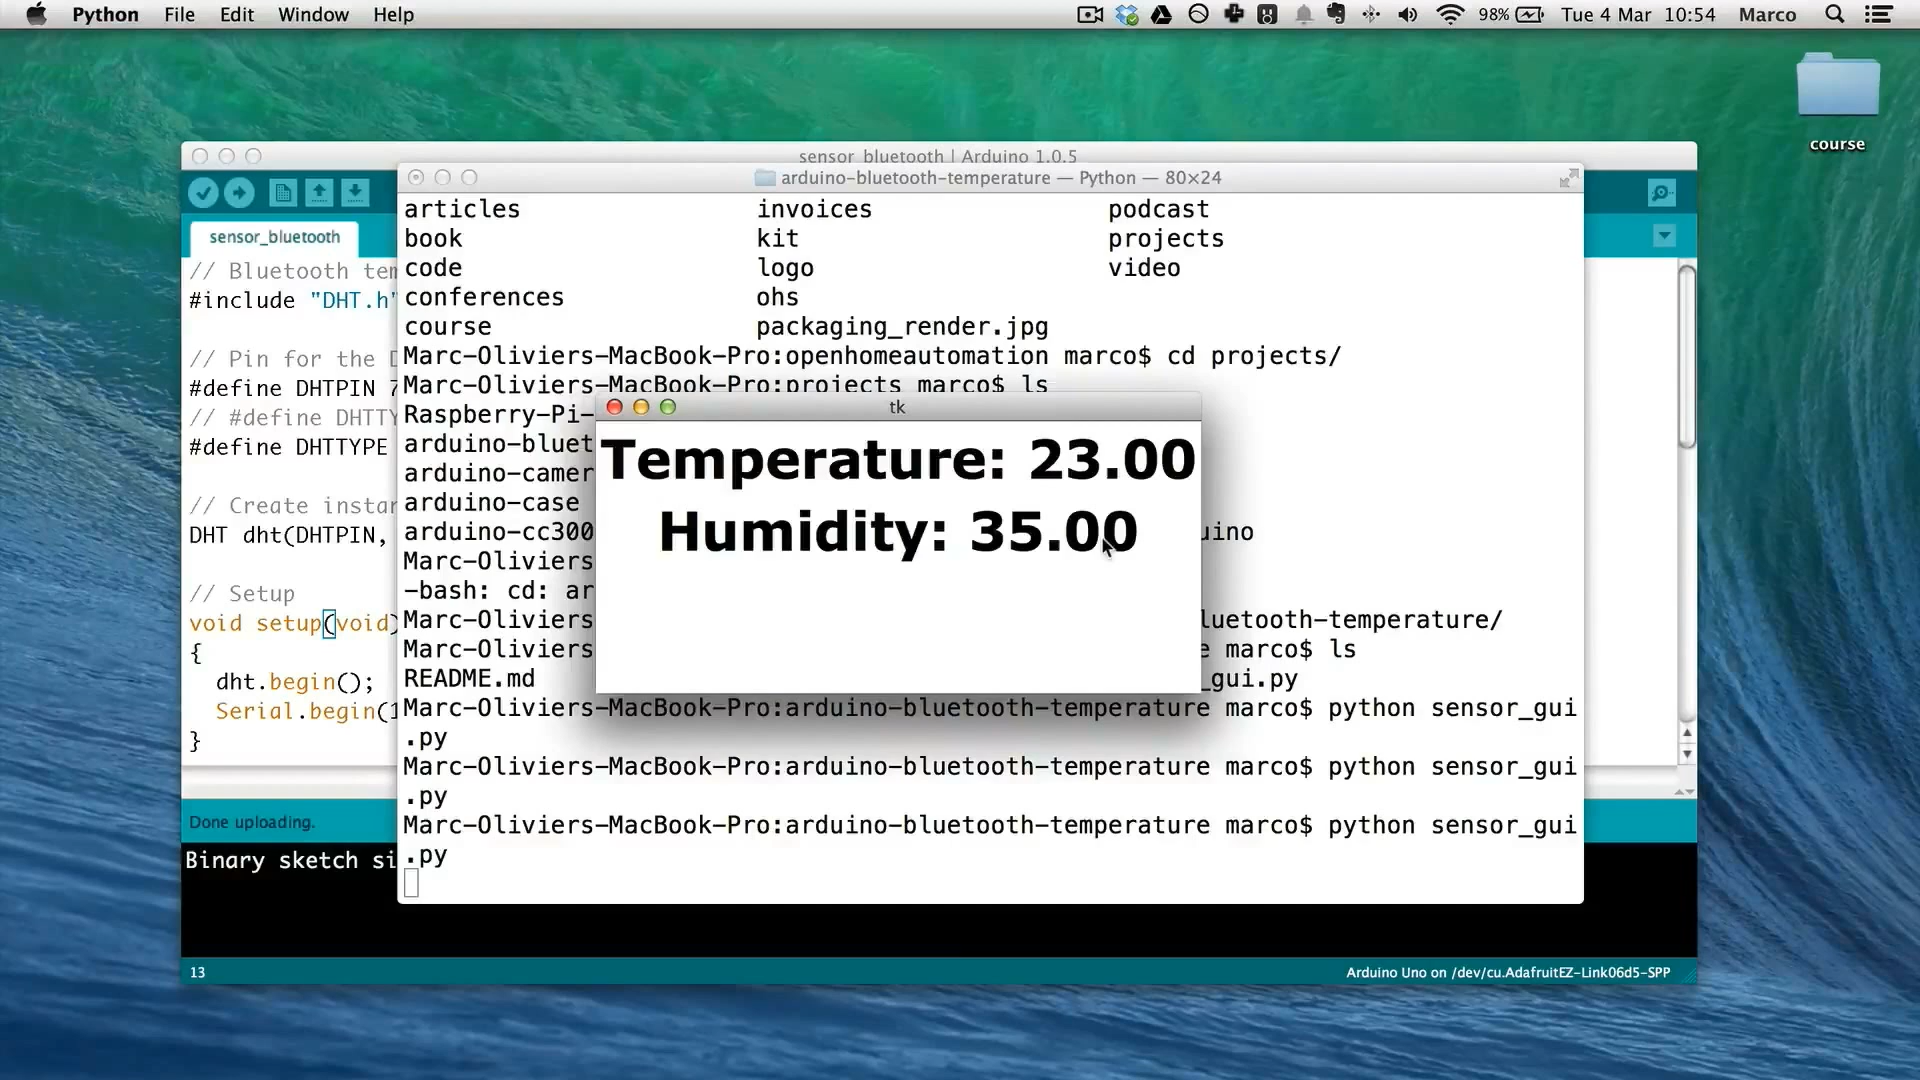 Python File Edit Window Help 98% Tue 4 Mar 10:54 Marco
course
sensor_bluetooth | Arduino 1.0.5
arduino-bluetooth-temperature — Python — 80×24
sensor_bluetooth
// Bluetooth tem
#include "DHT.h"
// Pin for the D
#define DHTPIN 7
// #define DHTTY
#define DHTTYPE
// Create instan
DHT dht(DHTPIN,
// Setup
void setup(void)
{
dht.begin();
Serial.begin(1
}
Done uploading.
Binary sketch si
13
Arduino Uno on /dev/cu.AdafruitEZ-Link06d5-SPP
articles invoices podcast
book kit projects
code logo video
conferences ohs
course packaging_render.jpg
Marc-Oliviers-MacBook-Pro:openhomeautomation marco$ cd projects/
Marc-Oliviers-MacBook-Pro:projects marco$ ls
Raspberry-Pi-
arduino-bluet
arduino-camer
arduino-case
arduino-cc300 uino
Marc-Oliviers
-bash: cd: ar
Marc-Oliviers luetooth-temperature/
Marc-Oliviers e marco$ ls
README.md _gui.py
Marc-Oliviers-MacBook-Pro:arduino-bluetooth-temperature marco$ python sensor_gui
.py
Marc-Oliviers-MacBook-Pro:arduino-bluetooth-temperature marco$ python sensor_gui
.py
Marc-Oliviers-MacBook-Pro:arduino-bluetooth-temperature marco$ python sensor_gui
.py
tk
Temperature: 23.00
Humidity: 35.00